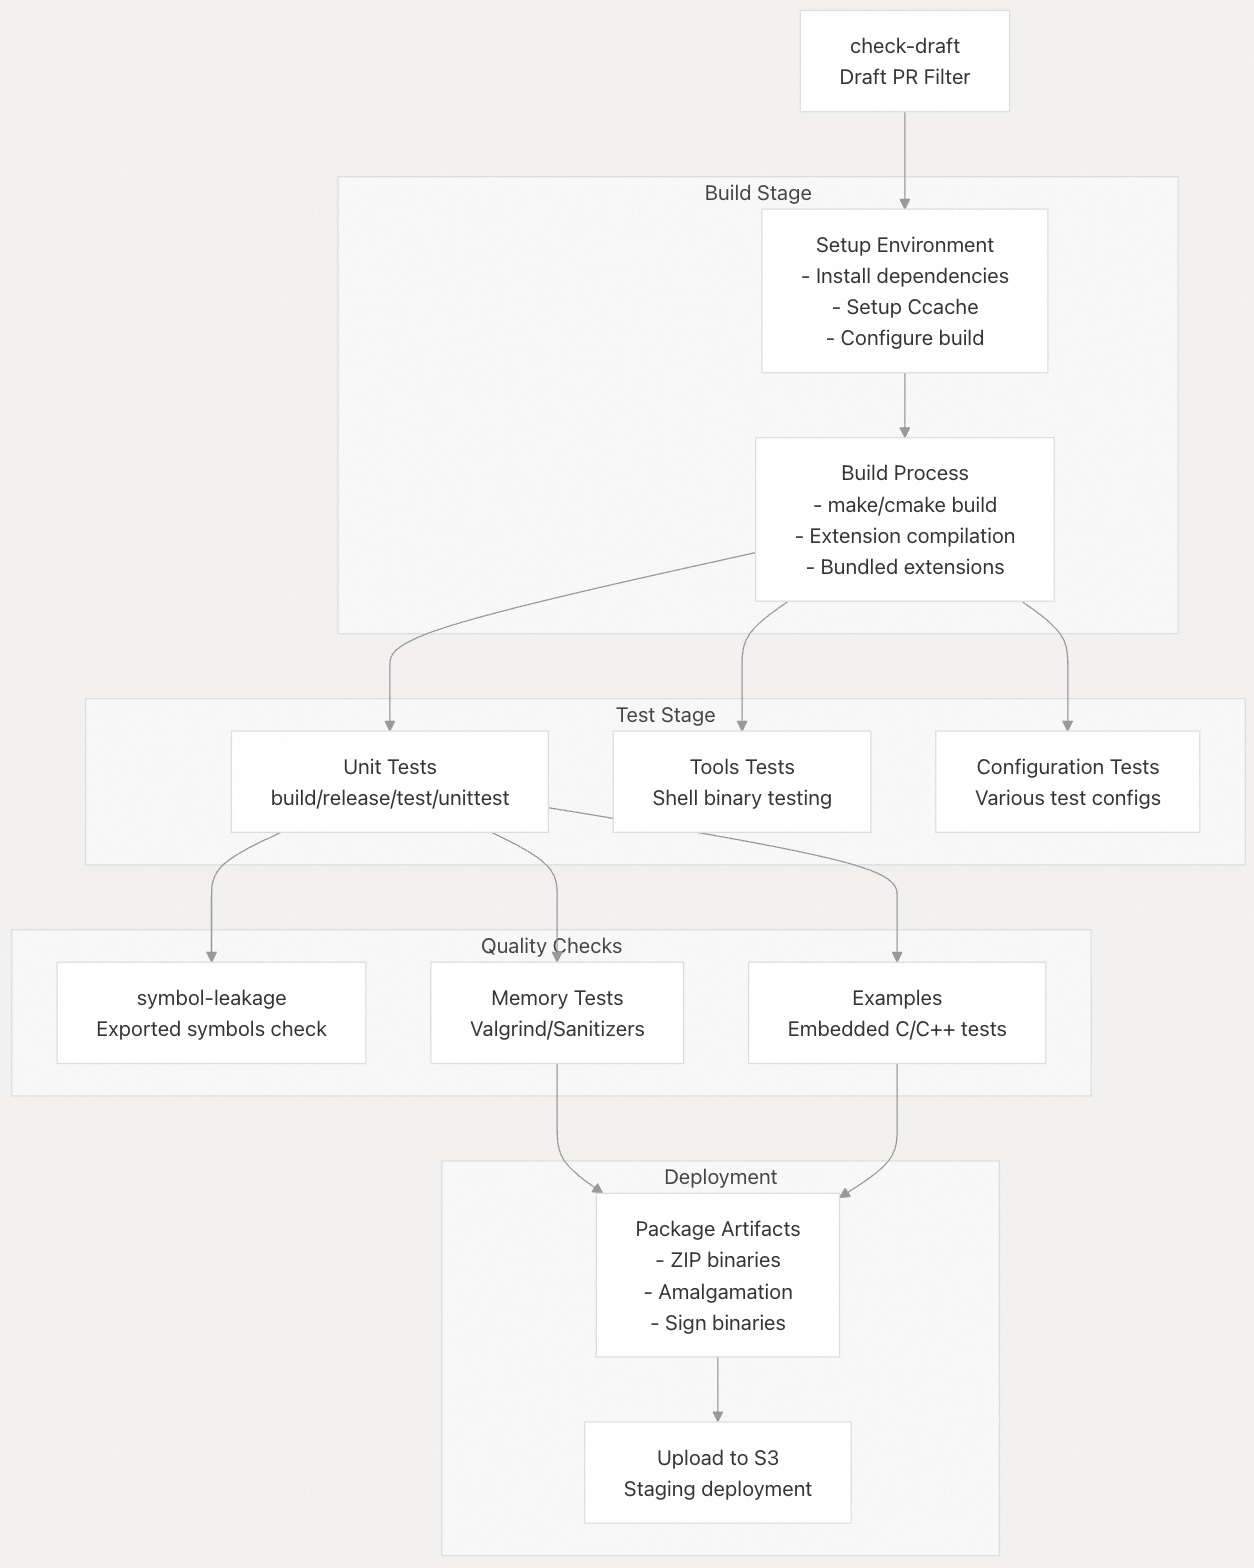 check-draft
Draft PR Filter
Build Stage
Setup Environment
- Install dependencies
- Setup Ccache
- Configure build
Build Process
- make/cmake build
- Extension compilation
- Bundled extensions
Test Stage
Unit Tests
build/release/test/unittest
Tools Tests
Shell binary testing
Configuration Tests
Various test configs
Quality Checks
symbol-leakage
Exported symbols check
Memory Tests
Valgrind/Sanitizers
Examples
Embedded C/C++ tests
Deployment
Package Artifacts
- ZIP binaries
- Amalgamation
- Sign binaries
Upload to S3
Staging deployment